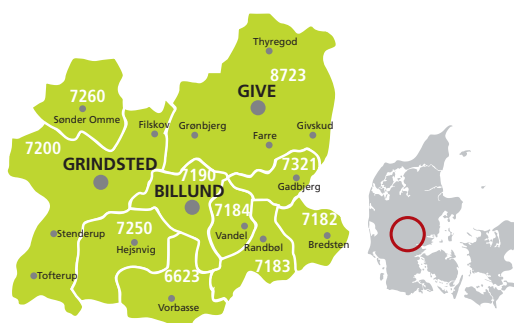 Thyregod
8723
7260
GIVE
Sønder Omme
Filskov
Grønbjerg
Givskud
7200
Farre
GRINDSTED
7190
7321
BILLUND
Gadbjerg
7184
7182
7250
Stenderup
Vandel
Hejsnvig
Randbøl
Bredsten
7183
6623
Tofterup
Vorbasse